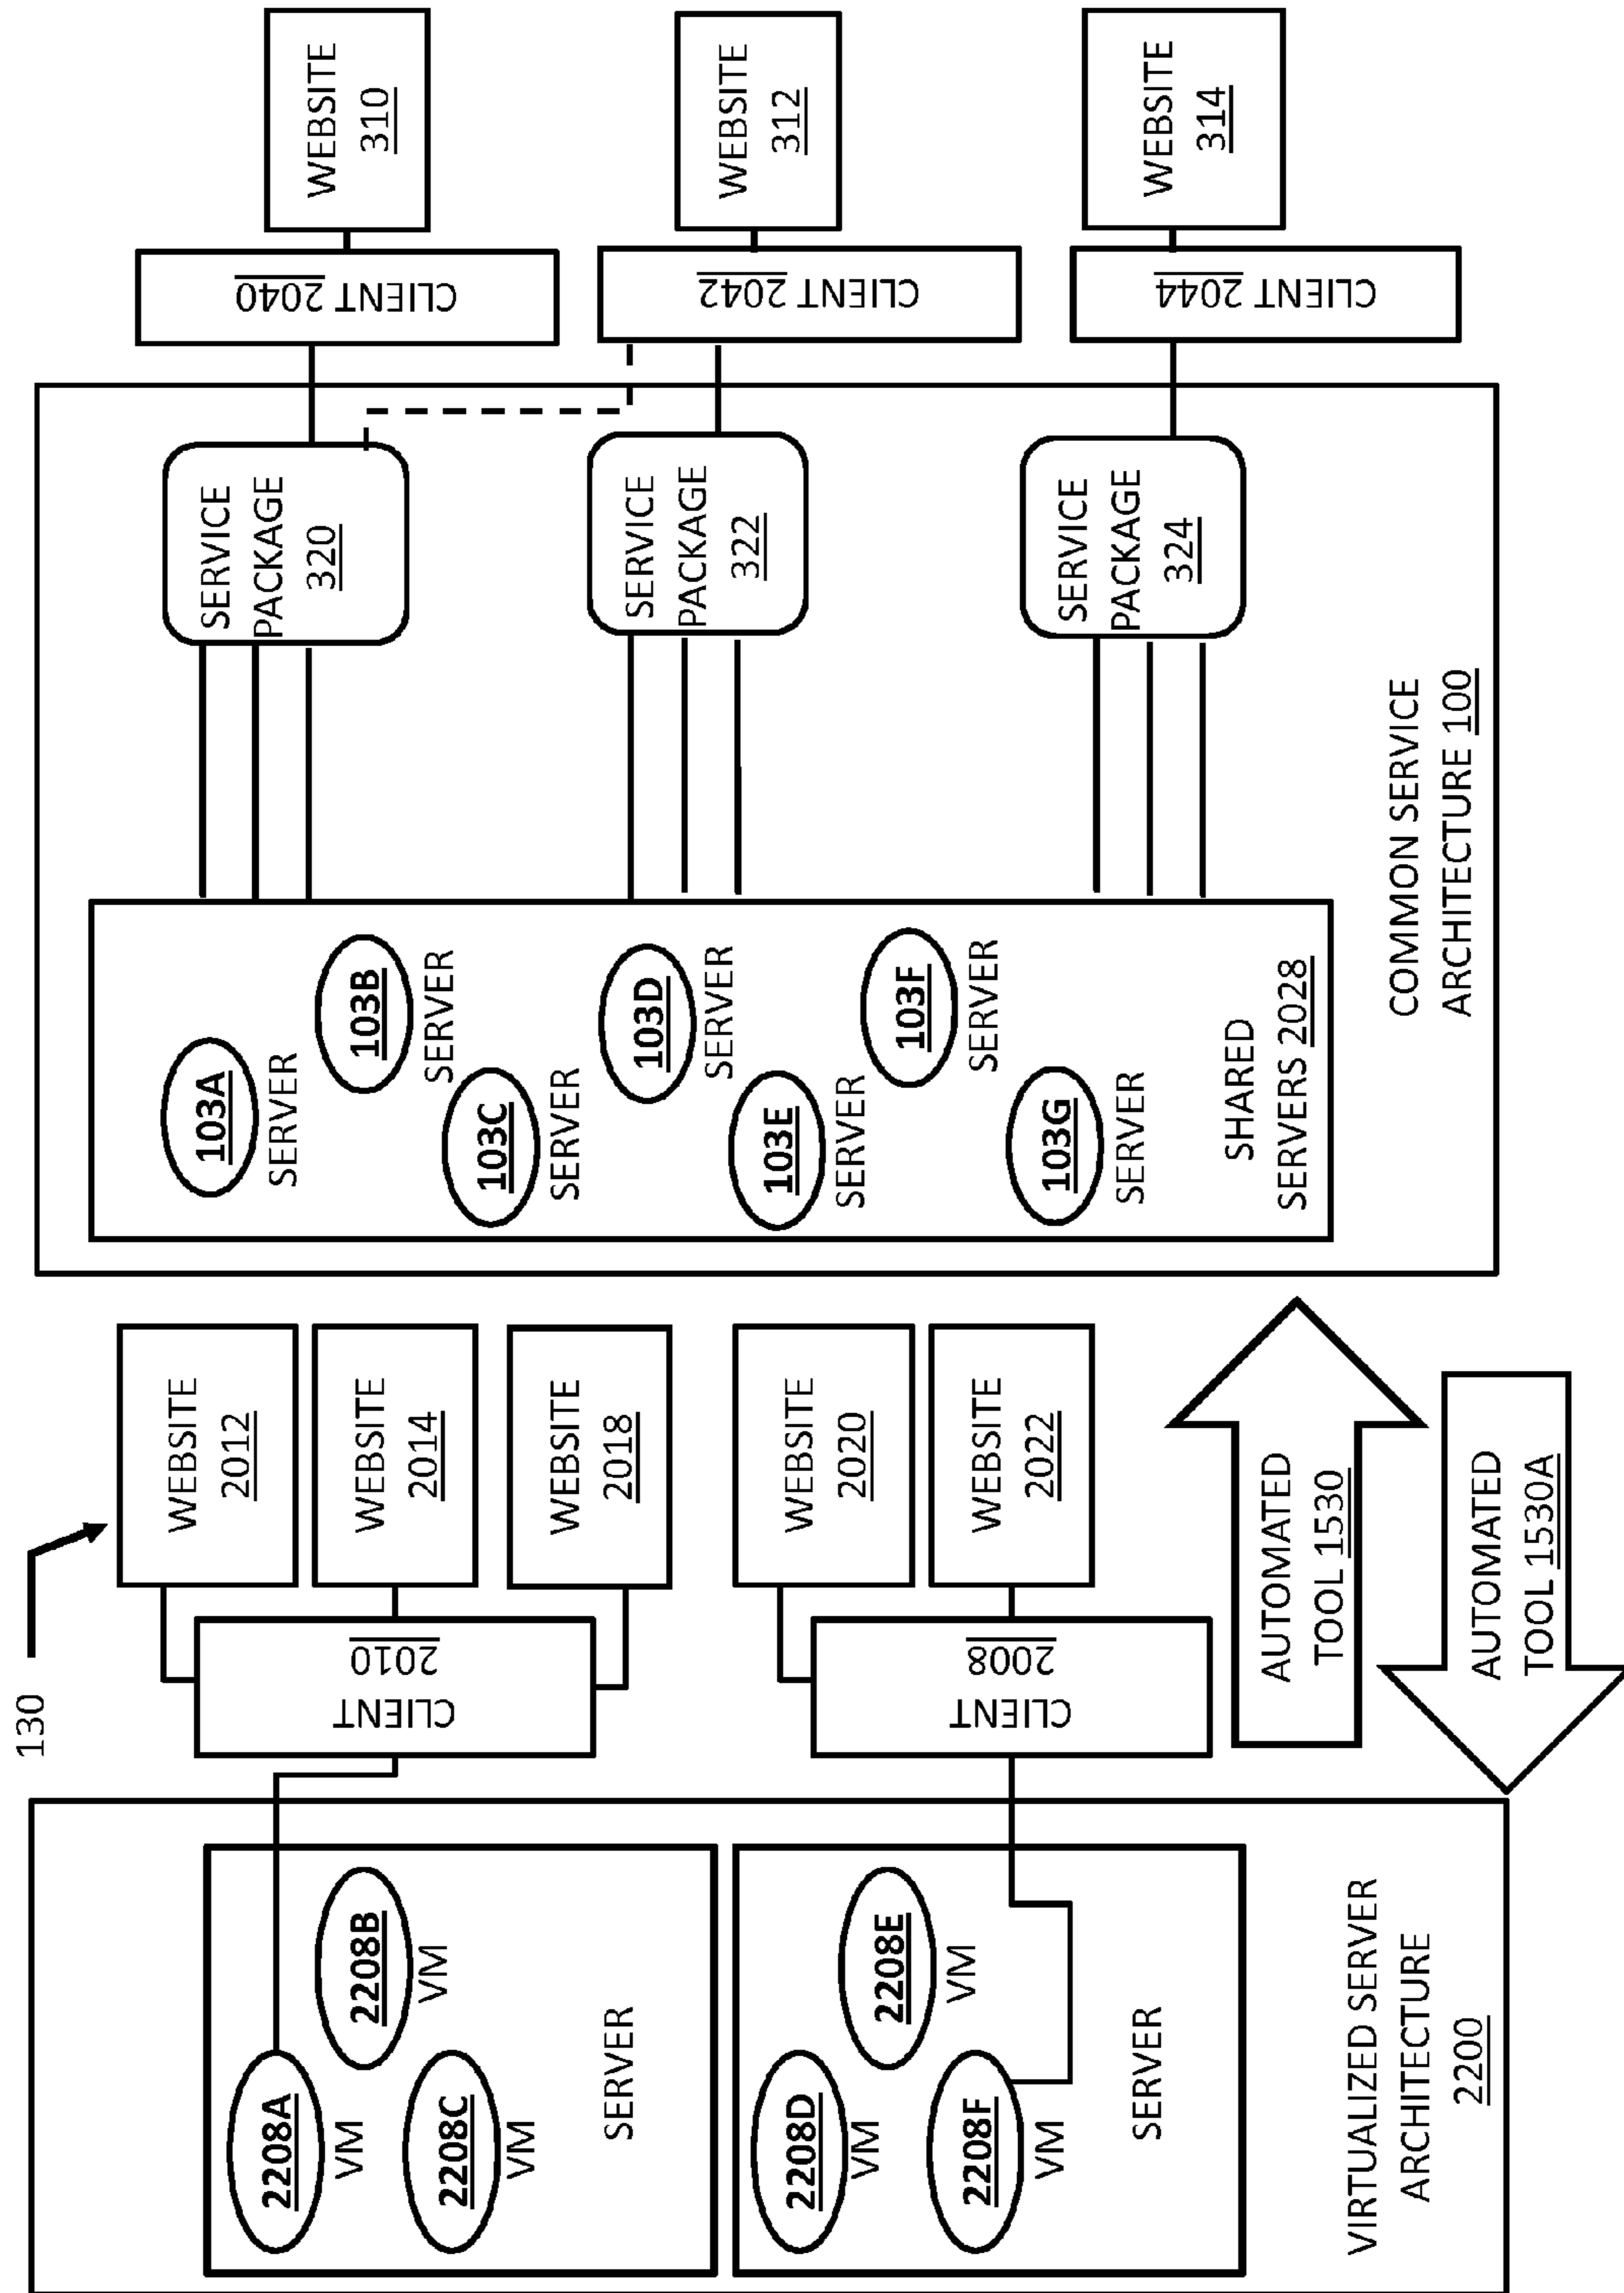 130
2208A
VM
2208B
VM
2208C
VM
SERVER
2208D
VM
2208E
VM
2208F
VM
SERVER
VIRTUALIZED SERVER
ARCHITECTURE
2200
CLIENT
2010
CLIENT
2008
WEBSITE
2012
WEBSITE
2014
WEBSITE
2018
WEBSITE
2020
WEBSITE
2022
AUTOMATED
TOOL 1530
AUTOMATED
TOOL 1530A
103A
SERVER
103B
SERVER
103C
SERVER
103D
SERVER
103E
SERVER
103F
SERVER
103G
SERVER
SHARED
SERVERS 2028
SERVICE
PACKAGE
320
SERVICE
PACKAGE
322
SERVICE
PACKAGE
324
COMMON SERVICE
ARCHITECTURE 100
CLIENT 2040
CLIENT 2042
CLIENT 2044
WEBSITE
310
WEBSITE
312
WEBSITE
314